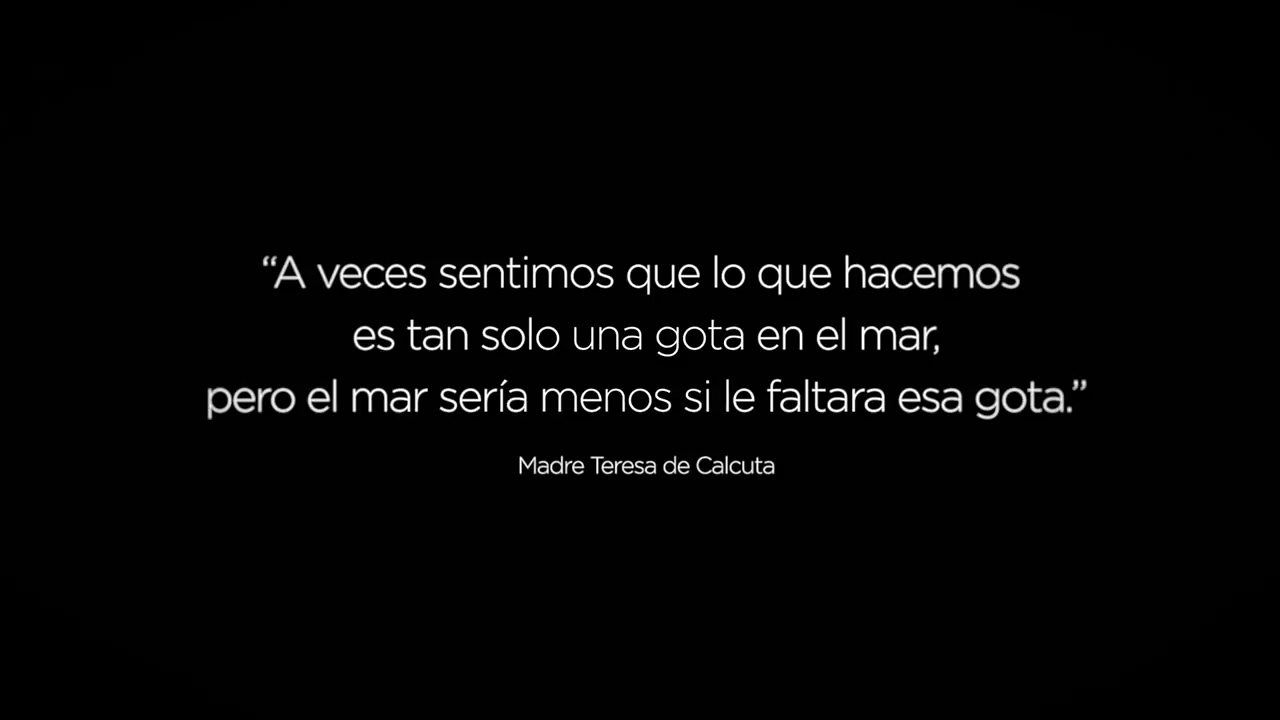 “A veces sentimos que lo que hacemos
es tan solo una gota en el mar,
pero el mar sería menos si le faltara esa gota.”
Madre Teresa de Calcuta